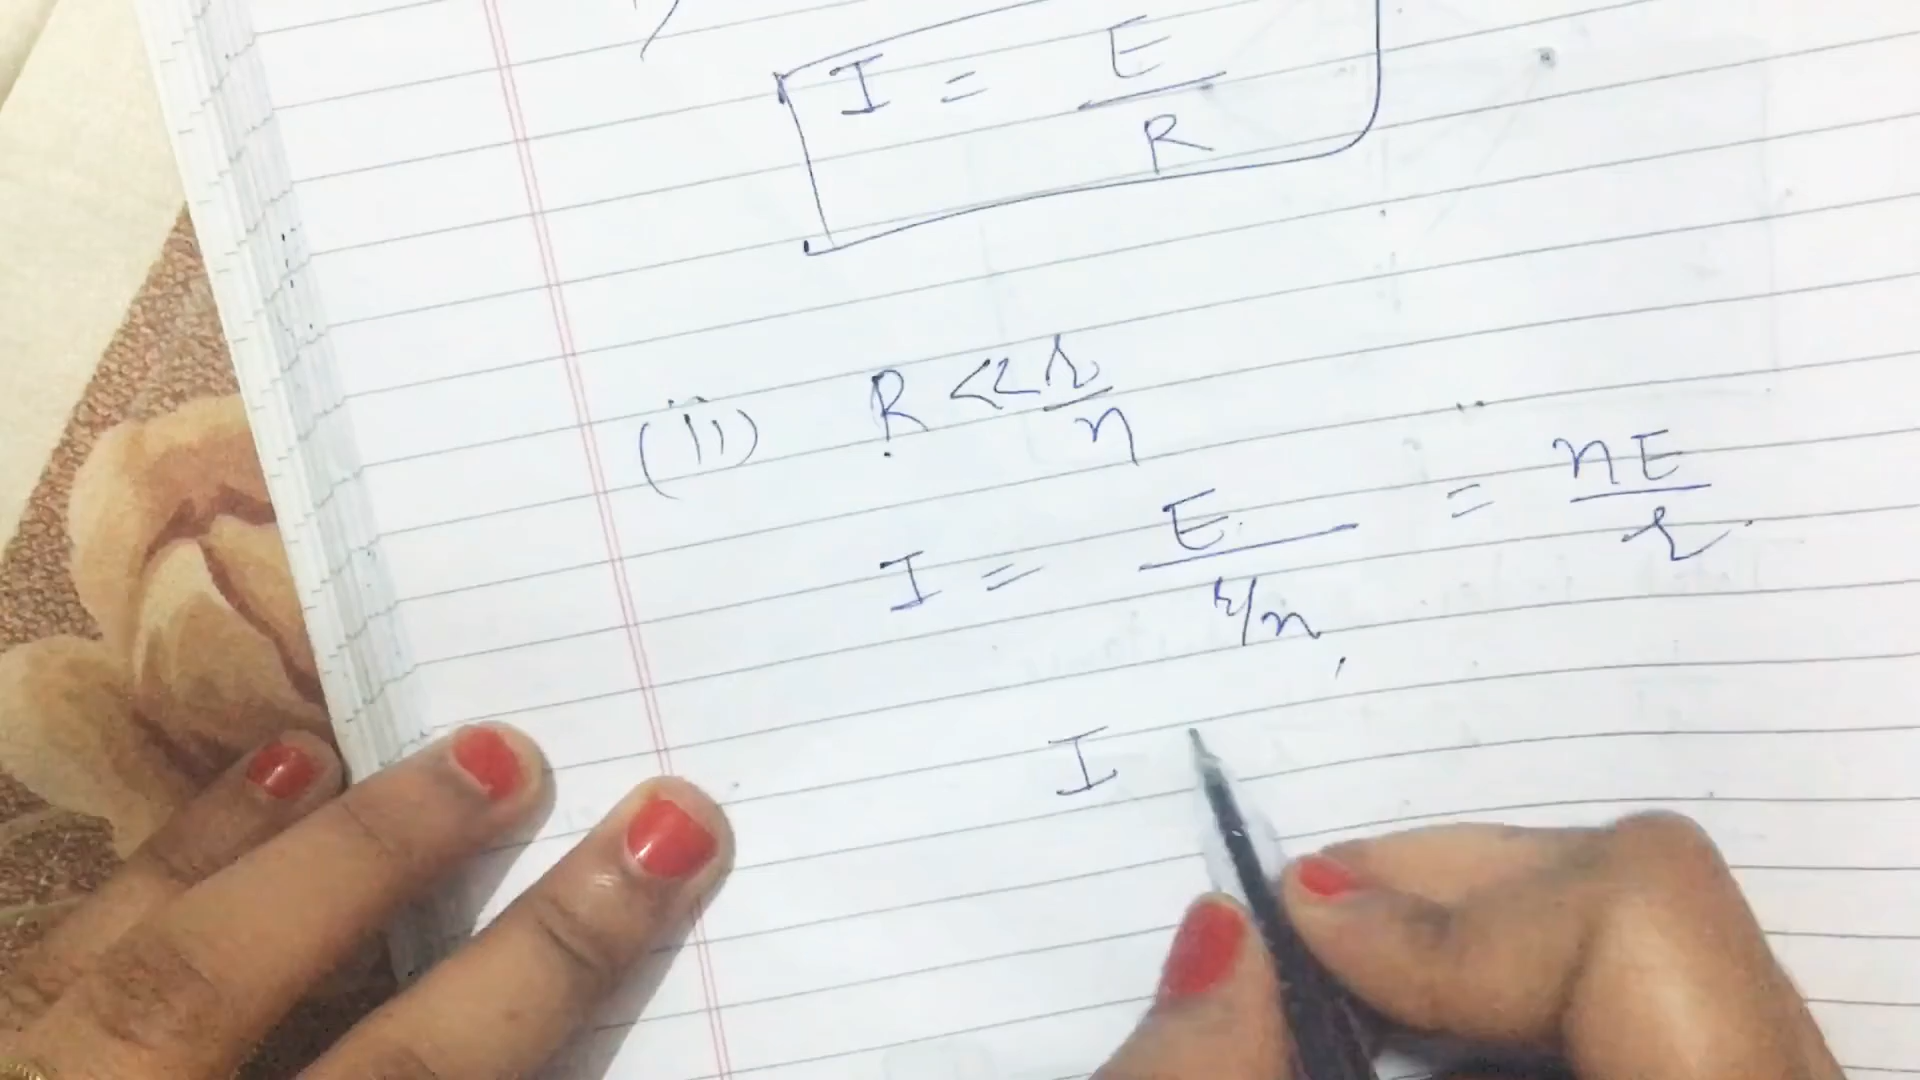 I = E/R
(ii) R << r/n
I = E/(r/n) = nE/r
I